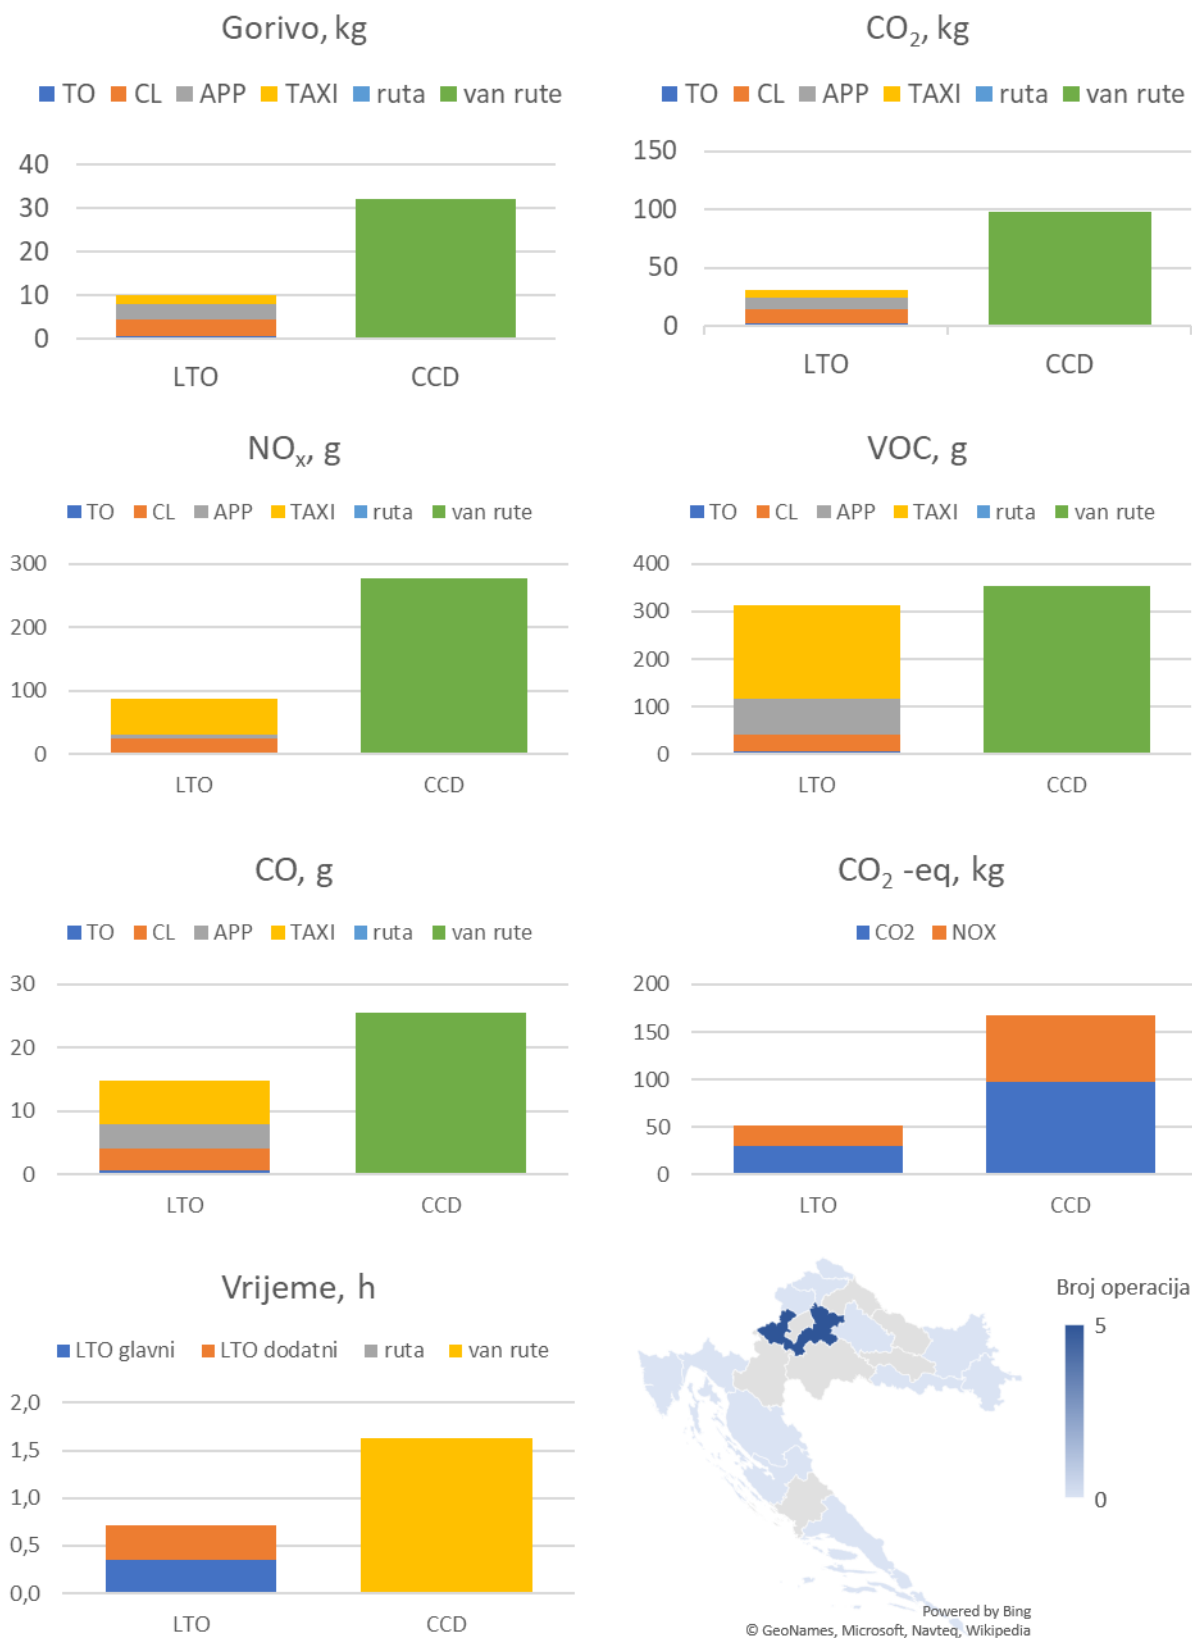 Gorivo, kg
TO CL APP TAXI ruta van rute
40
30
20
10
0
LTO CCD
CO₂, kg
TO CL APP TAXI ruta van rute
150
100
50
0
LTO CCD
NOₓ, g
TO CL APP TAXI ruta van rute
300
200
100
0
LTO CCD
VOC, g
TO CL APP TAXI ruta van rute
400
300
200
100
0
LTO CCD
CO, g
TO CL APP TAXI ruta van rute
30
20
10
0
LTO CCD
CO₂ -eq, kg
CO2 NOX
200
150
100
50
0
LTO CCD
Vrijeme, h
LTO glavni LTO dodatni ruta van rute
2,0
1,5
1,0
0,5
0,0
LTO CCD
Broj operacija
5
0
Powered by Bing
© GeoNames, Microsoft, Navteq, Wikipedia